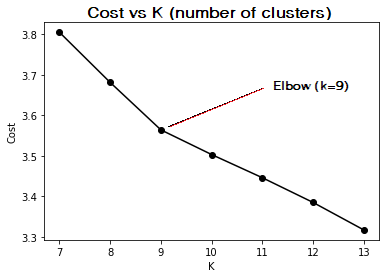 Cost vs K (number of clusters)
3.8
3.7
3.6
3.5
3.4
3.3
Cost
Elbow (k=9)
7 8 9 10 11 12 13
K